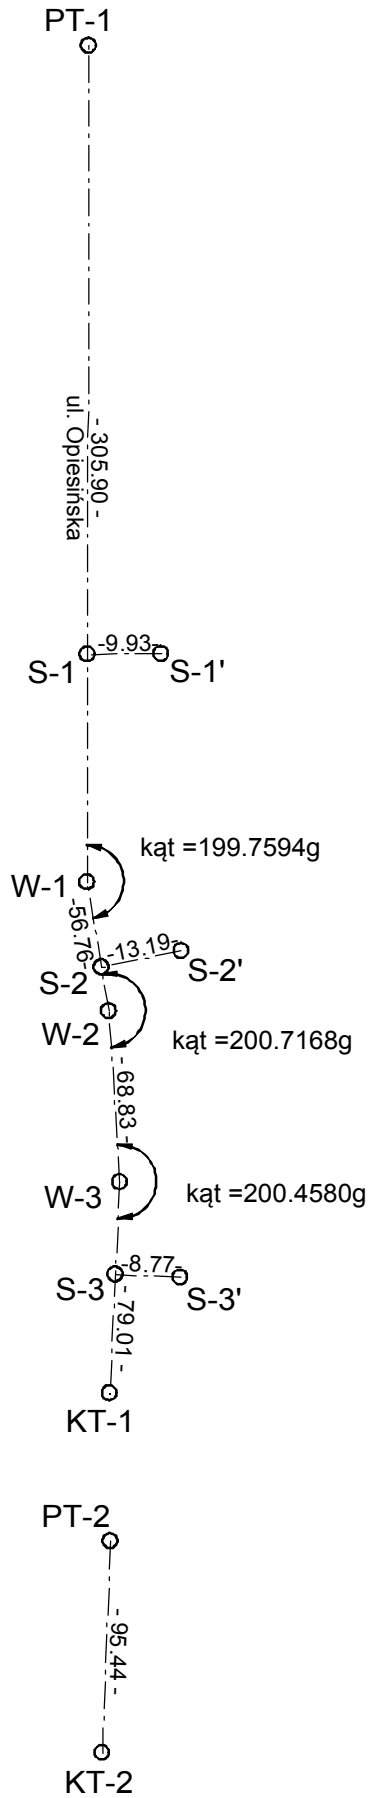 PT-1
- 305.90 -
ul. Opiesińska
-9.93-
S-1
S-1'
kąt =199.7594g
W-1
-56.76-
-13.19-
S-2
S-2'
W-2
kąt =200.7168g
- 68.83 -
W-3
kąt =200.4580g
-8.77-
S-3
S-3'
- 79.01 -
KT-1
PT-2
- 95.44 -
KT-2